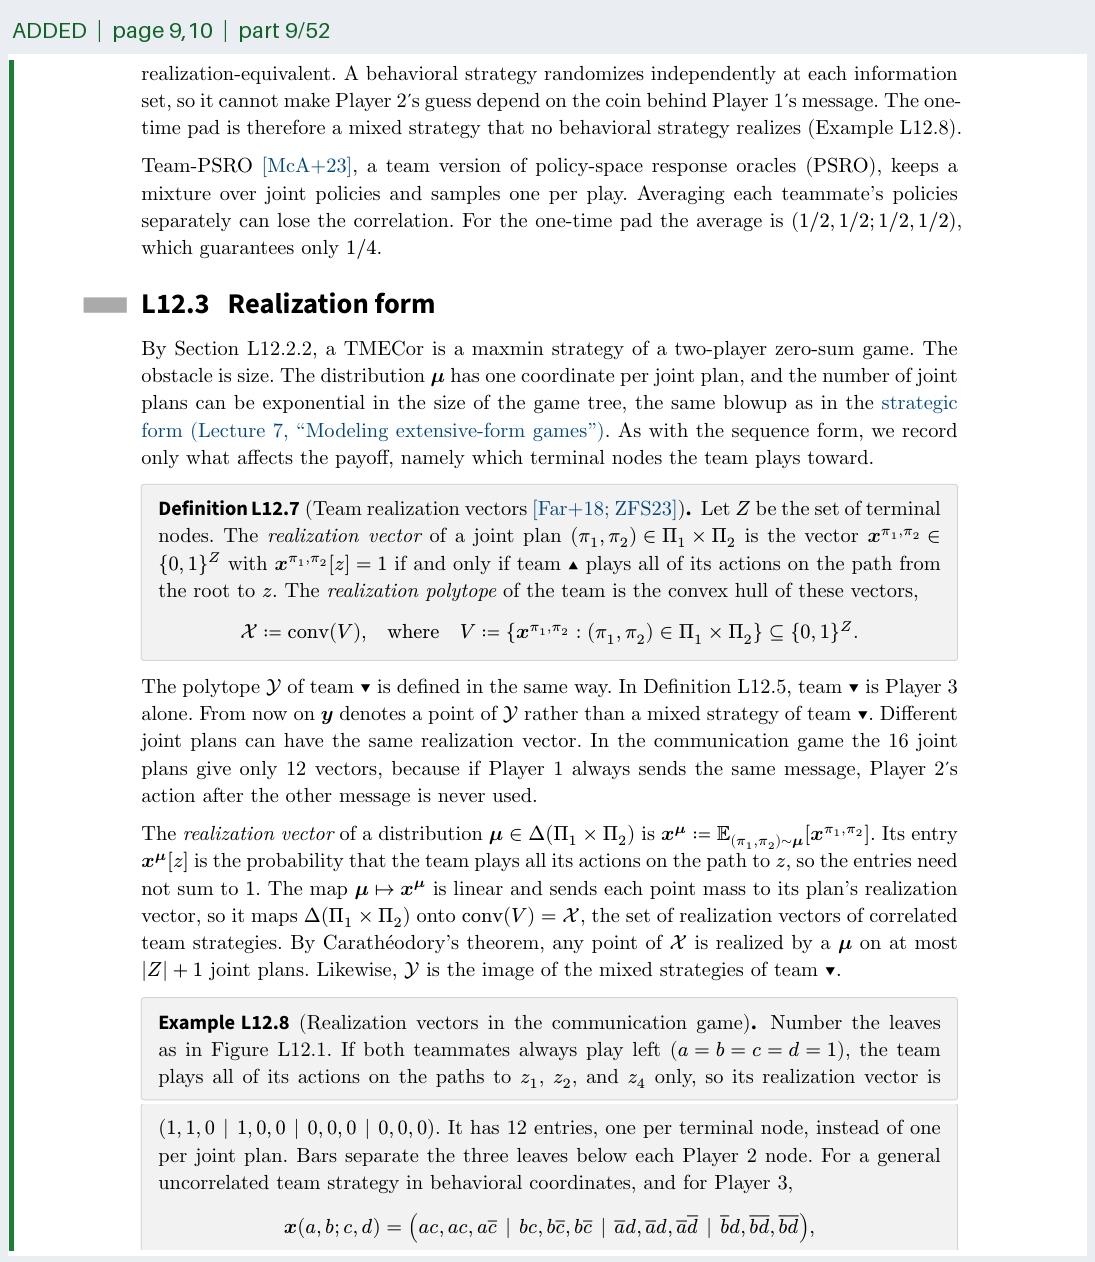 ADDED | page 9,10 | part 9/52
realization-equivalent. A behavioral strategy randomizes independently at each information
set, so it cannot make Player 2′s guess depend on the coin behind Player 1′s message. The one-
time pad is therefore a mixed strategy that no behavioral strategy realizes (Example L12.8).
Team-PSRO [McA+23], a team version of policy-space response oracles (PSRO), keeps a
mixture over joint policies and samples one per play. Averaging each teammate's policies
separately can lose the correlation. For the one-time pad the average is (1/2, 1/2; 1/2, 1/2),
which guarantees only 1/4.
L12.3 Realization form
By Section L12.2.2, a TMECor is a maxmin strategy of a two-player zero-sum game. The
obstacle is size. The distribution 𝝁 has one coordinate per joint plan, and the number of joint
plans can be exponential in the size of the game tree, the same blowup as in the strategic
form (Lecture 7, “Modeling extensive-form games”). As with the sequence form, we record
only what affects the payoff, namely which terminal nodes the team plays toward.
Definition L12.7 (Team realization vectors [Far+18; ZFS23]). Let Z be the set of terminal
nodes. The realization vector of a joint plan (π₁, π₂) ∈ Π₁ × Π₂ is the vector 𝒙^{π₁,π₂} ∈
{0, 1}^Z with 𝒙^{π₁,π₂}[z] = 1 if and only if team ▲ plays all of its actions on the path from
the root to z. The realization polytope of the team is the convex hull of these vectors,
𝒳 := conv(V), where V := {𝒙^{π₁,π₂} : (π₁, π₂) ∈ Π₁ × Π₂} ⊆ {0, 1}^Z.
The polytope 𝒴 of team ▼ is defined in the same way. In Definition L12.5, team ▼ is Player 3
alone. From now on 𝒚 denotes a point of 𝒴 rather than a mixed strategy of team ▼. Different
joint plans can have the same realization vector. In the communication game the 16 joint
plans give only 12 vectors, because if Player 1 always sends the same message, Player 2′s
action after the other message is never used.
The realization vector of a distribution 𝝁 ∈ Δ(Π₁ × Π₂) is 𝒙^𝝁 := 𝔼_{(π₁,π₂)∼𝝁}[𝒙^{π₁,π₂}]. Its entry
𝒙^𝝁[z] is the probability that the team plays all its actions on the path to z, so the entries need
not sum to 1. The map 𝝁 ↦ 𝒙^𝝁 is linear and sends each point mass to its plan's realization
vector, so it maps Δ(Π₁ × Π₂) onto conv(V) = 𝒳, the set of realization vectors of correlated
team strategies. By Carathéodory's theorem, any point of 𝒳 is realized by a 𝝁 on at most
|Z| + 1 joint plans. Likewise, 𝒴 is the image of the mixed strategies of team ▼.
Example L12.8 (Realization vectors in the communication game). Number the leaves
as in Figure L12.1. If both teammates always play left (a = b = c = d = 1), the team
plays all of its actions on the paths to z₁, z₂, and z₄ only, so its realization vector is
(1, 1, 0 | 1, 0, 0 | 0, 0, 0 | 0, 0, 0). It has 12 entries, one per terminal node, instead of one
per joint plan. Bars separate the three leaves below each Player 2 node. For a general
uncorrelated team strategy in behavioral coordinates, and for Player 3,
𝒙(a, b; c, d) = (ac, ac, ac̅ | bc, bc̅, bc̅ | a̅d, a̅d, a̅d̅ | b̅d, b̅d̅, b̅d̅),